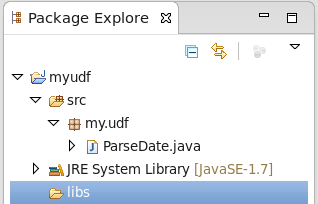 Package Explore
myudf
src
my.udf
ParseDate.java
JRE System Library [JavaSE-1.7]
libs